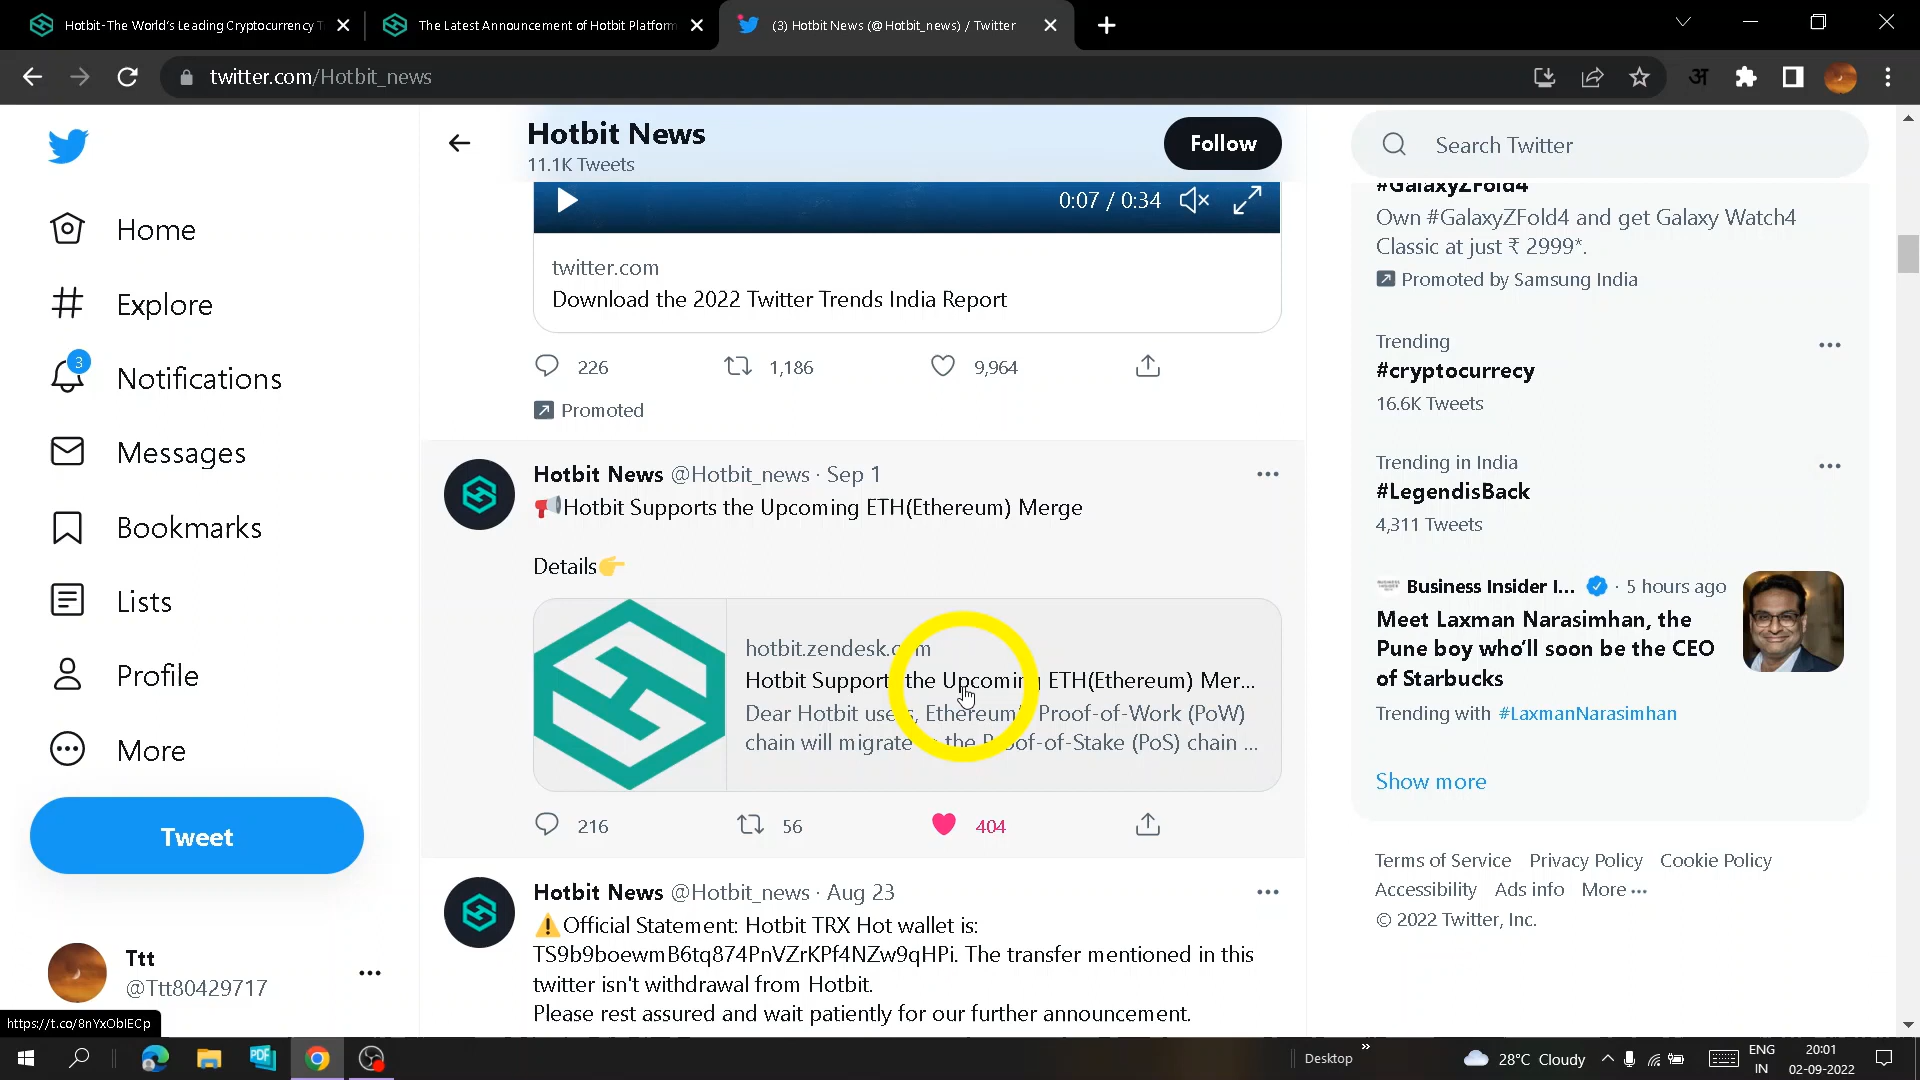 Hotbit-The World's Leading Cryptocurrency T
The Latest Announcement of Hotbit Platform
(3) Hotbit News (@Hotbit_news) / Twitter
twitter.com/Hotbit_news
अ
Hotbit News
11.1K Tweets
Follow
Search Twitter
Home
Explore
3
Notifications
Messages
Bookmarks
Lists
Profile
More
Tweet
Ttt
@Ttt80429717
https://t.co/8nYxOblECp
0:07 / 0:34
twitter.com
Download the 2022 Twitter Trends India Report
226
1,186
9,964
Promoted
Hotbit News @Hotbit_news · Sep 1
📢Hotbit Supports the Upcoming ETH(Ethereum) Merge
Details👉
hotbit.zendesk.com
Hotbit Supports the Upcoming ETH(Ethereum) Mer...
Dear Hotbit users, Ethereum's Proof-of-Work (PoW)
chain will migrate to the Proof-of-Stake (PoS) chain ...
216
56
404
Hotbit News @Hotbit_news · Aug 23
⚠️Official Statement: Hotbit TRX Hot wallet is:
TS9b9boewmB6tq874PnVZrKPf4NZw9qHPi. The transfer mentioned in this
twitter isn't withdrawal from Hotbit.
Please rest assured and wait patiently for our further announcement.
#GalaxyZFold4
Own #GalaxyZFold4 and get Galaxy Watch4
Classic at just ₹ 2999*.
Promoted by Samsung India
Trending
#cryptocurrecy
16.6K Tweets
Trending in India
#LegendisBack
4,311 Tweets
Business Insider I... · 5 hours ago
Meet Laxman Narasimhan, the
Pune boy who'll soon be the CEO
of Starbucks
Trending with #LaxmanNarasimhan
Show more
Terms of Service Privacy Policy Cookie Policy
Accessibility Ads info More ···
© 2022 Twitter, Inc.
PDF
Desktop
28°C Cloudy
ENG
IN
20:01
02-09-2022